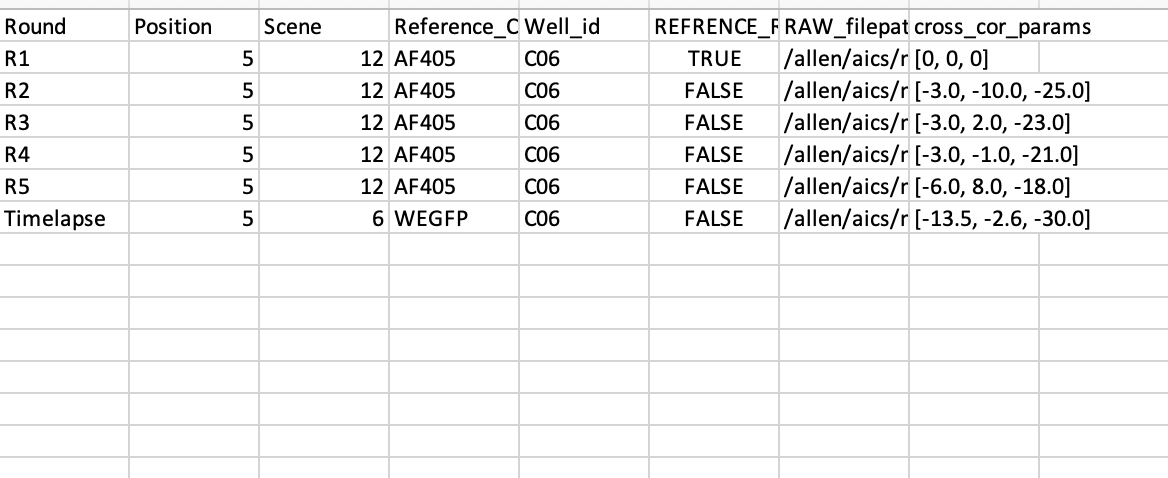 Round Position Scene Reference_C Well_id REFRENCE_R RAW_filepat cross_cor_params
R1 5 12 AF405 C06 TRUE /allen/aics/r [0, 0, 0]
R2 5 12 AF405 C06 FALSE /allen/aics/r [-3.0, -10.0, -25.0]
R3 5 12 AF405 C06 FALSE /allen/aics/r [-3.0, 2.0, -23.0]
R4 5 12 AF405 C06 FALSE /allen/aics/r [-3.0, -1.0, -21.0]
R5 5 12 AF405 C06 FALSE /allen/aics/r [-6.0, 8.0, -18.0]
Timelapse 5 6 WEGFP C06 FALSE /allen/aics/r [-13.5, -2.6, -30.0]